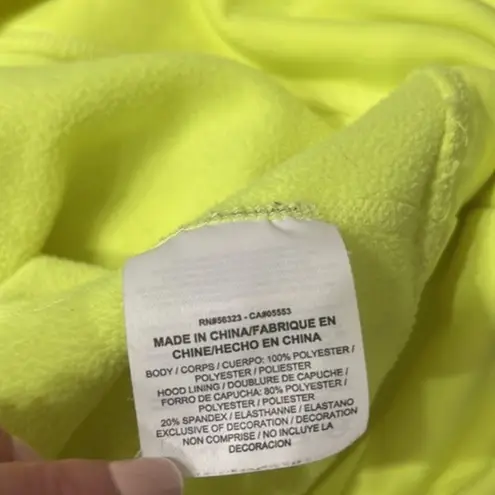 RN#56323 - CA#05553
MADE IN CHINA/FABRIQUE EN
CHINE/HECHO EN CHINA
BODY / CORPS / CUERPO: 100% POLYESTER /
POLYESTER / POLIESTER
HOOD LINING / DOUBLURE DE CAPUCHE /
FORRO DE CAPUCHA: 80% POLYESTER /
POLYESTER / POLIESTER
20% SPANDEX / ELASTHANNE / ELASTANO
EXCLUSIVE OF DECORATION / DECORATION
NON COMPRISE / NO INCLUYE DECORACION